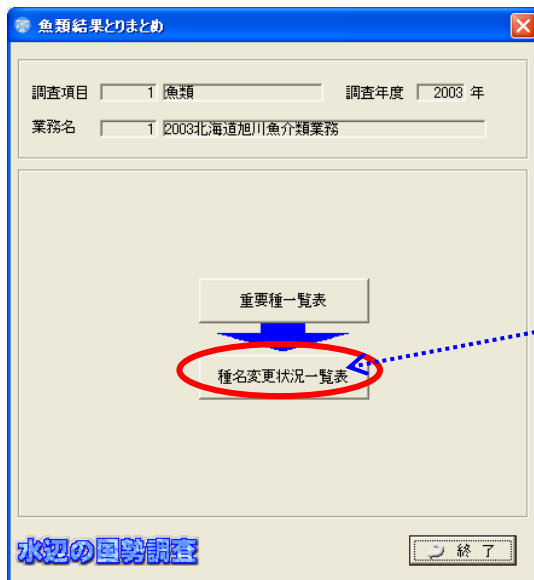 魚類結果とりまとめ
調査項目 1 魚類 調査年度 2003 年
業務名 1 2003北海道旭川魚介類業務
重要種一覧表
種名変更状況一覧表
水辺の国勢調査 終了